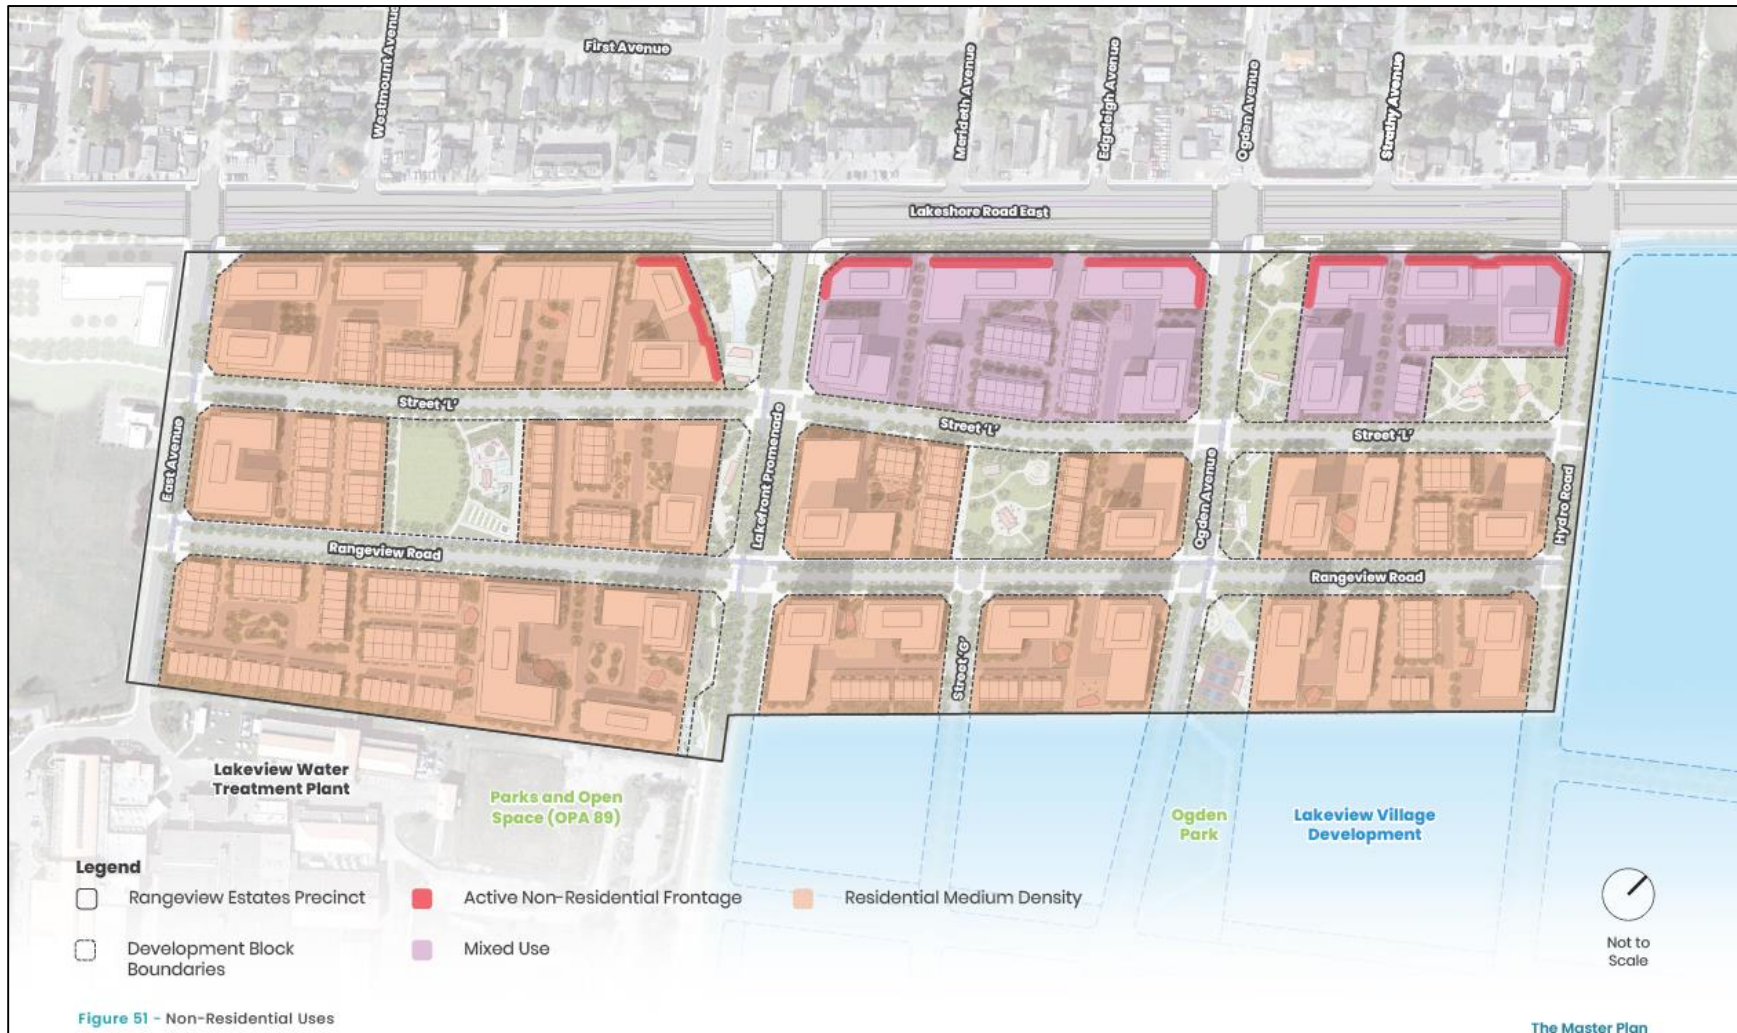 Westmount Avenue
First Avenue
Merideth Avenue
Edgeleigh Avenue
Ogden Avenue
Strathy Avenue
Lakeshore Road East
Street 'L'
Street 'L'
Street 'L'
East Avenue
Lakefront Promenade
Ogden Avenue
Hydro Road
Rangeview Road
Rangeview Road
Street 'G'
Lakeview Water
Treatment Plant
Parks and Open
Space (OPA 89)
Ogden
Park
Lakeview Village
Development
Legend
Rangeview Estates Precinct
Active Non-Residential Frontage
Residential Medium Density
Development Block
Boundaries
Mixed Use
Not to
Scale
Figure 51 - Non-Residential Uses
The Master Plan